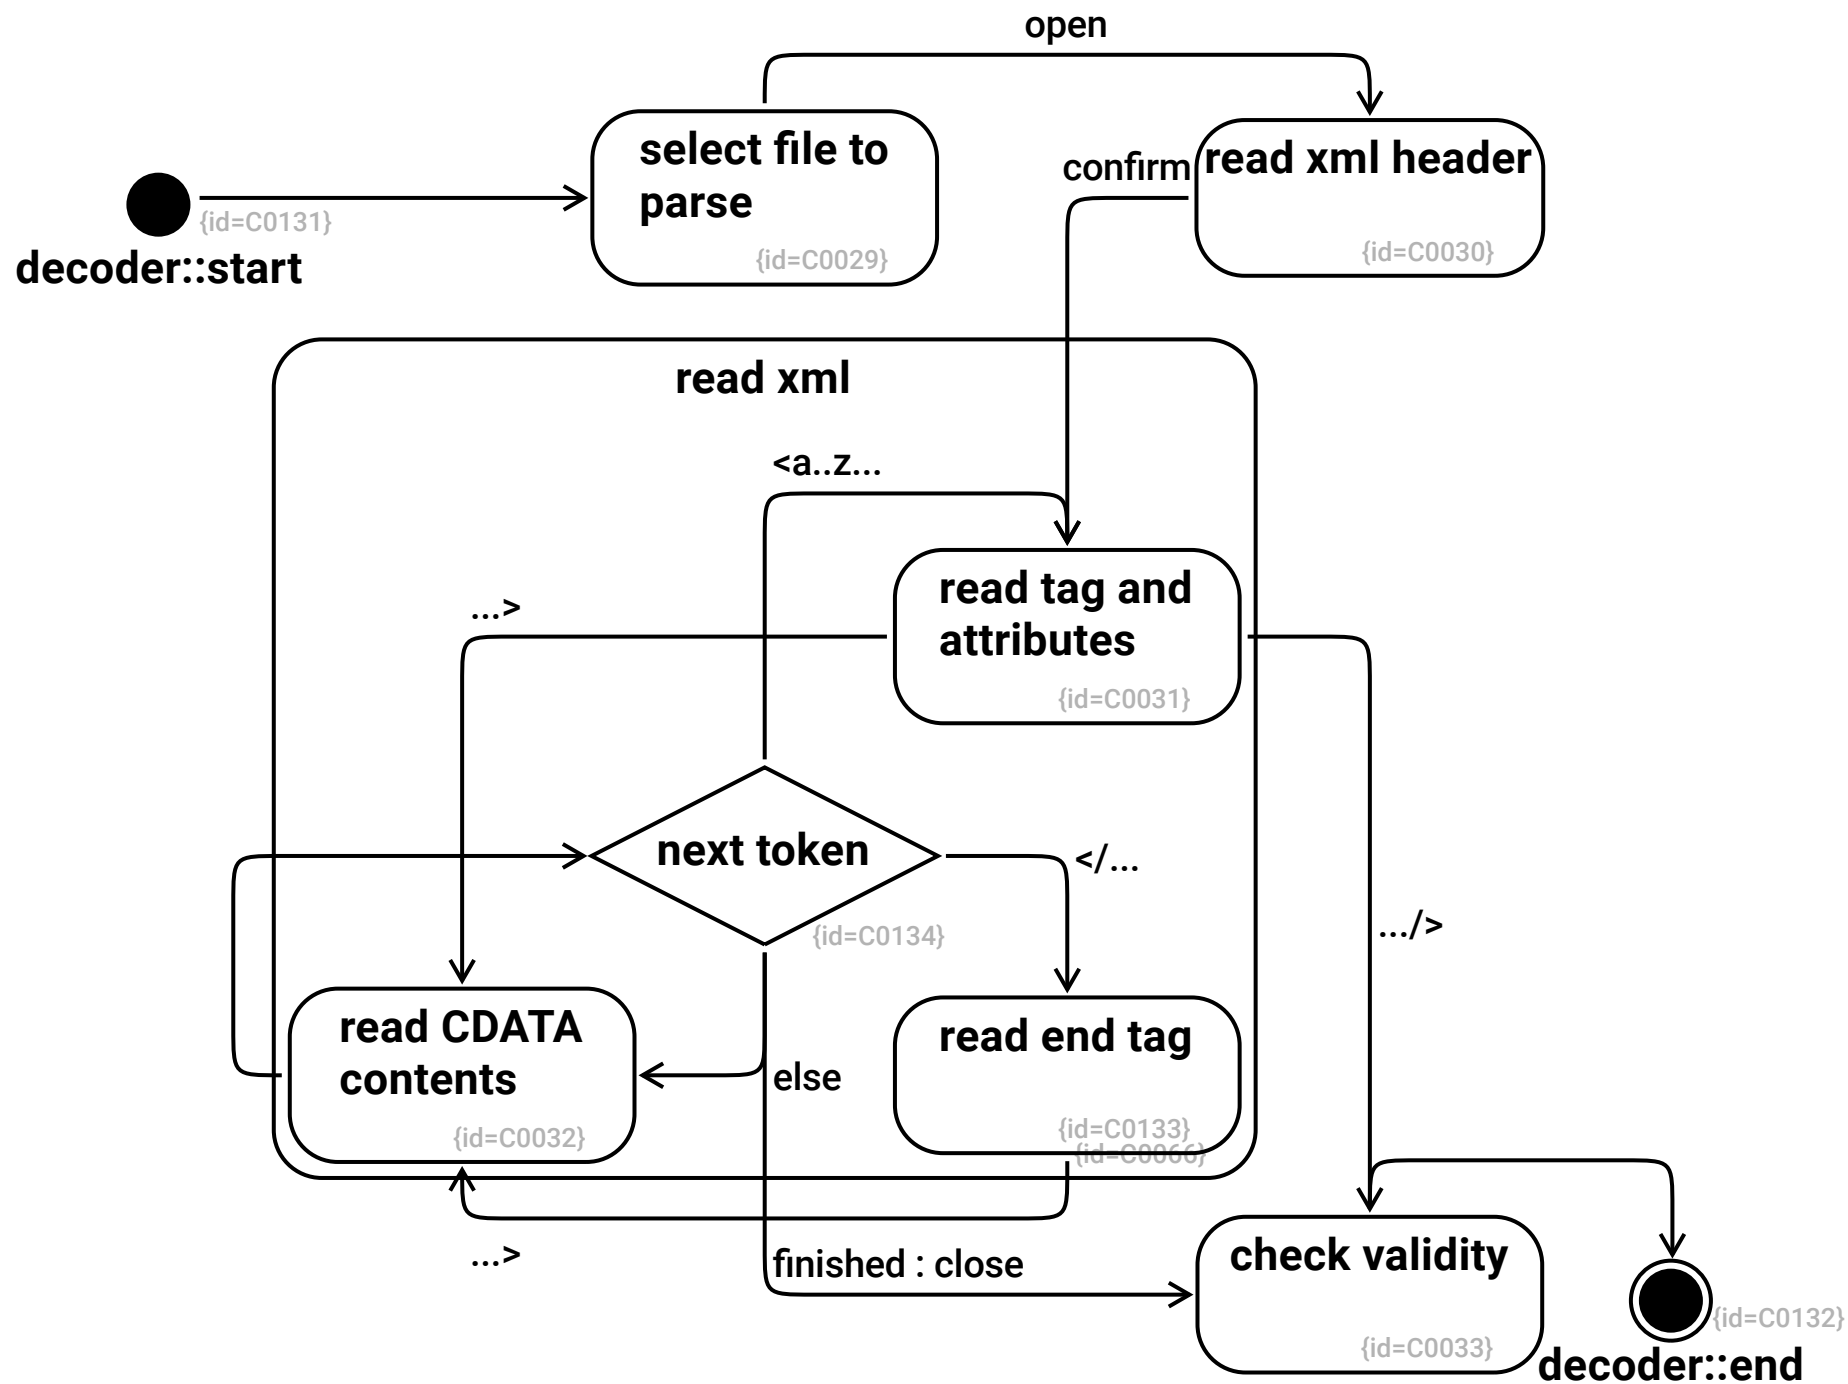 open
select file to
parse
{id=C0029}
confirm
read xml header
{id=C0030}
{id=C0131}
decoder::start
read xml
<a..z...
read tag and
attributes
{id=C0031}
...>
next token
{id=C0134}
</...
.../>
read CDATA
contents
{id=C0032}
else
read end tag
{id=C0133}
{id=C0066}
...>
finished : close
check validity
{id=C0033}
{id=C0132}
decoder::end